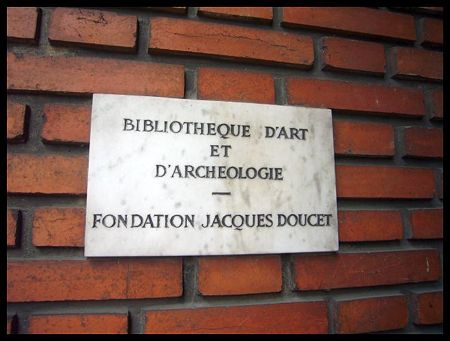 BIBLIOTHEQUE D'ART
ET
D'ARCHEOLOGIE
—
FONDATION JACQUES DOUCET